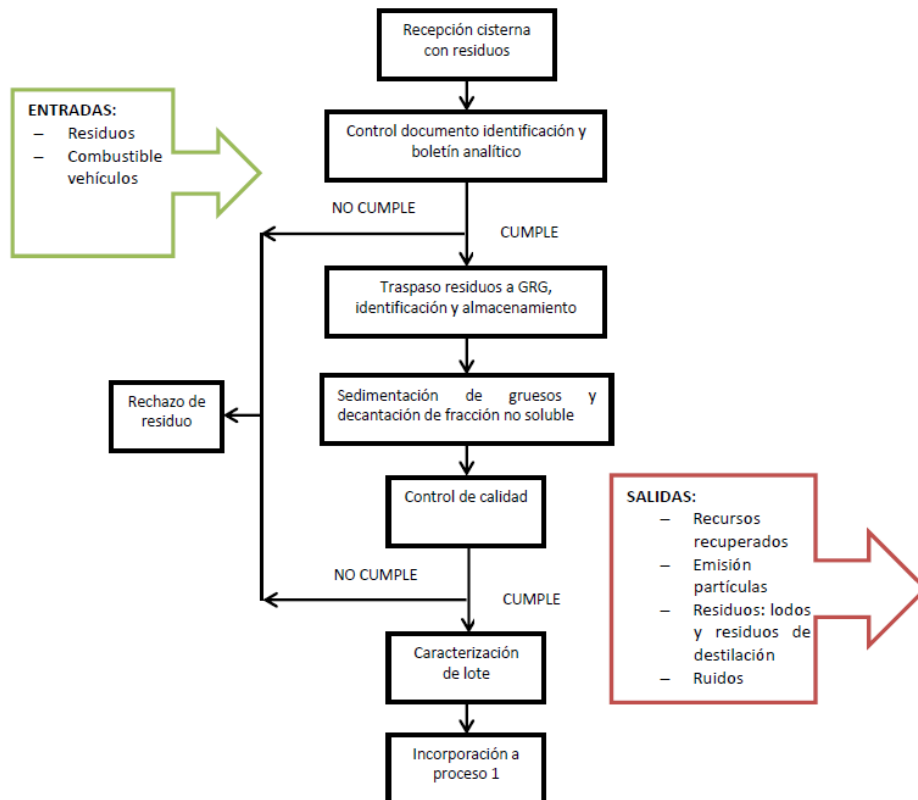 Recepción cisterna
con residuos
ENTRADAS:
– Residuos
– Combustible
vehículos
Control documento identificación y
boletín analítico
NO CUMPLE
CUMPLE
Traspaso residuos a GRG,
identificación y almacenamiento
Rechazo de
residuo
Sedimentación de gruesos y
decantación de fracción no soluble
Control de calidad
SALIDAS:
– Recursos
recuperados
– Emisión
partículas
– Residuos: lodos
y residuos de
destilación
– Ruidos
NO CUMPLE
CUMPLE
Caracterización
de lote
Incorporación a
proceso 1